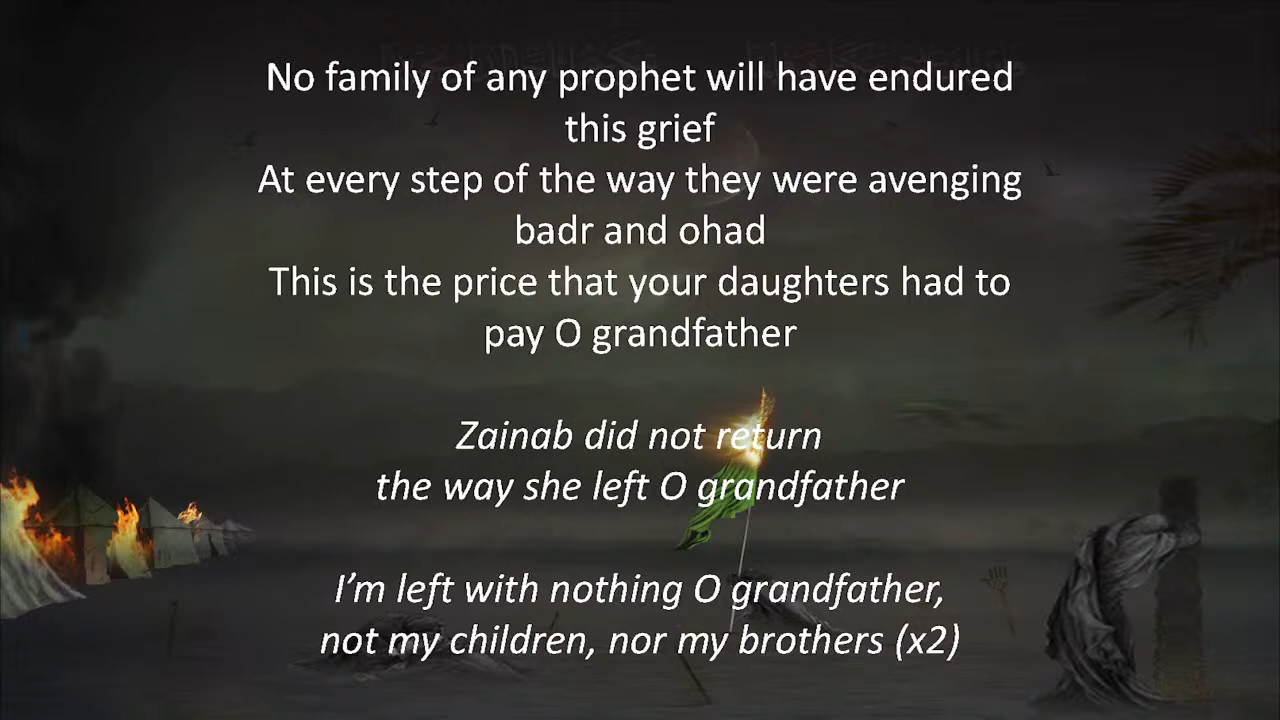 No family of any prophet will have endured
this grief
At every step of the way they were avenging
badr and ohad
This is the price that your daughters had to
pay O grandfather
Zainab did not return
the way she left O grandfather
I'm left with nothing O grandfather,
not my children, nor my brothers (x2)